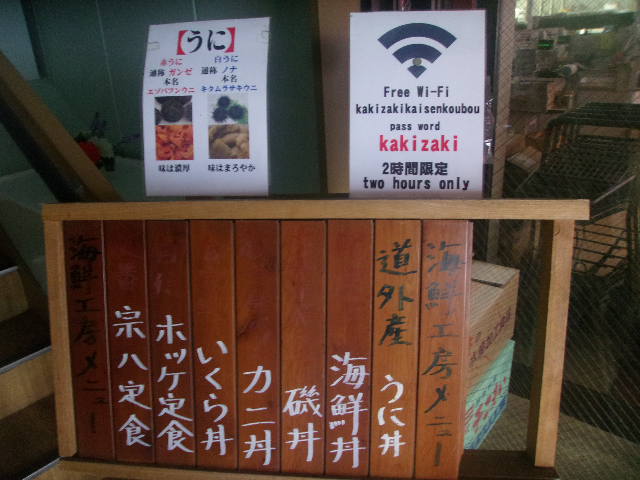 【うに】
赤うに
通称 ガンゼ
本名
エゾバフンウニ
味は濃厚
白うに
通称 ノナ
本名
キタムラサキウニ
味はまろやか
Free Wi-Fi
kakizakikaisenkoubou
pass word
kakizaki
2時間限定
two hours only
海鮮工房メニュー
道外産 うに丼
海鮮丼
磯丼
カニ丼
いくら丼
ホッケ定食
宗八定食
海鮮工房メニュー